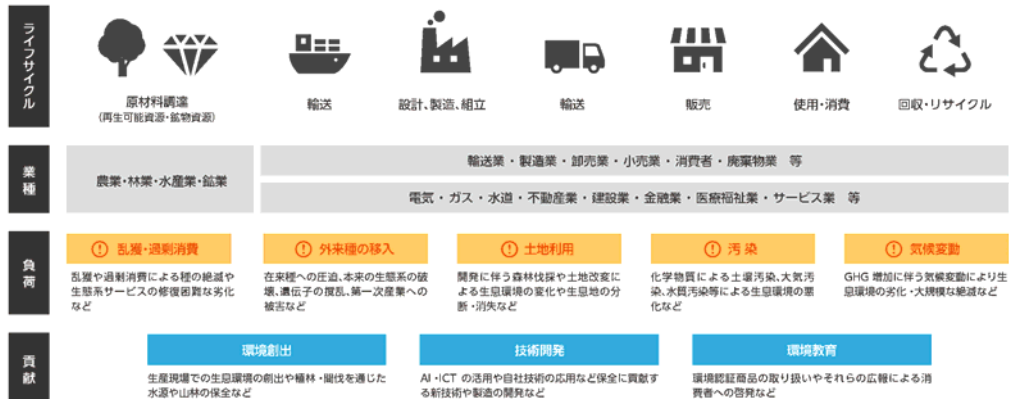 ライフサイクル
原材料調達
(再生可能資源・鉱物資源)
輸送
設計、製造、組立
輸送
販売
使用・消費
回収・リサイクル
業種
農業・林業・水産業・鉱業
輸送業・製造業・卸売業・小売業・消費者・廃棄物業　等
電気・ガス・水道・不動産業・建設業・金融業・医療福祉業・サービス業　等
負荷
乱獲・過剰消費
乱獲や過剰消費による種の絶滅や
生態系サービスの修復困難な劣化
など
外来種の移入
在来種への圧迫、本来の生態系の破
壊、遺伝子の撹乱、第一次産業への
被害など
土地利用
開発に伴う森林伐採や土地改変に
よる生息環境の変化や生息地の分
断・消失など
汚染
化学物質による土壌汚染、大気汚
染、水質汚染等による生息環境の悪
化など
気候変動
GHG 増加に伴う気候変動により生
息環境の劣化・大規模な絶滅など
貢献
環境創出
生産現場での生息環境の創出や植林・間伐を通じた
水源や山林の保全など
技術開発
AI・ICT の活用や自社技術の応用など保全に貢献す
る新技術や製造の開発など
環境教育
環境認証商品の取り扱いやそれらの広報による消
費者への啓発など